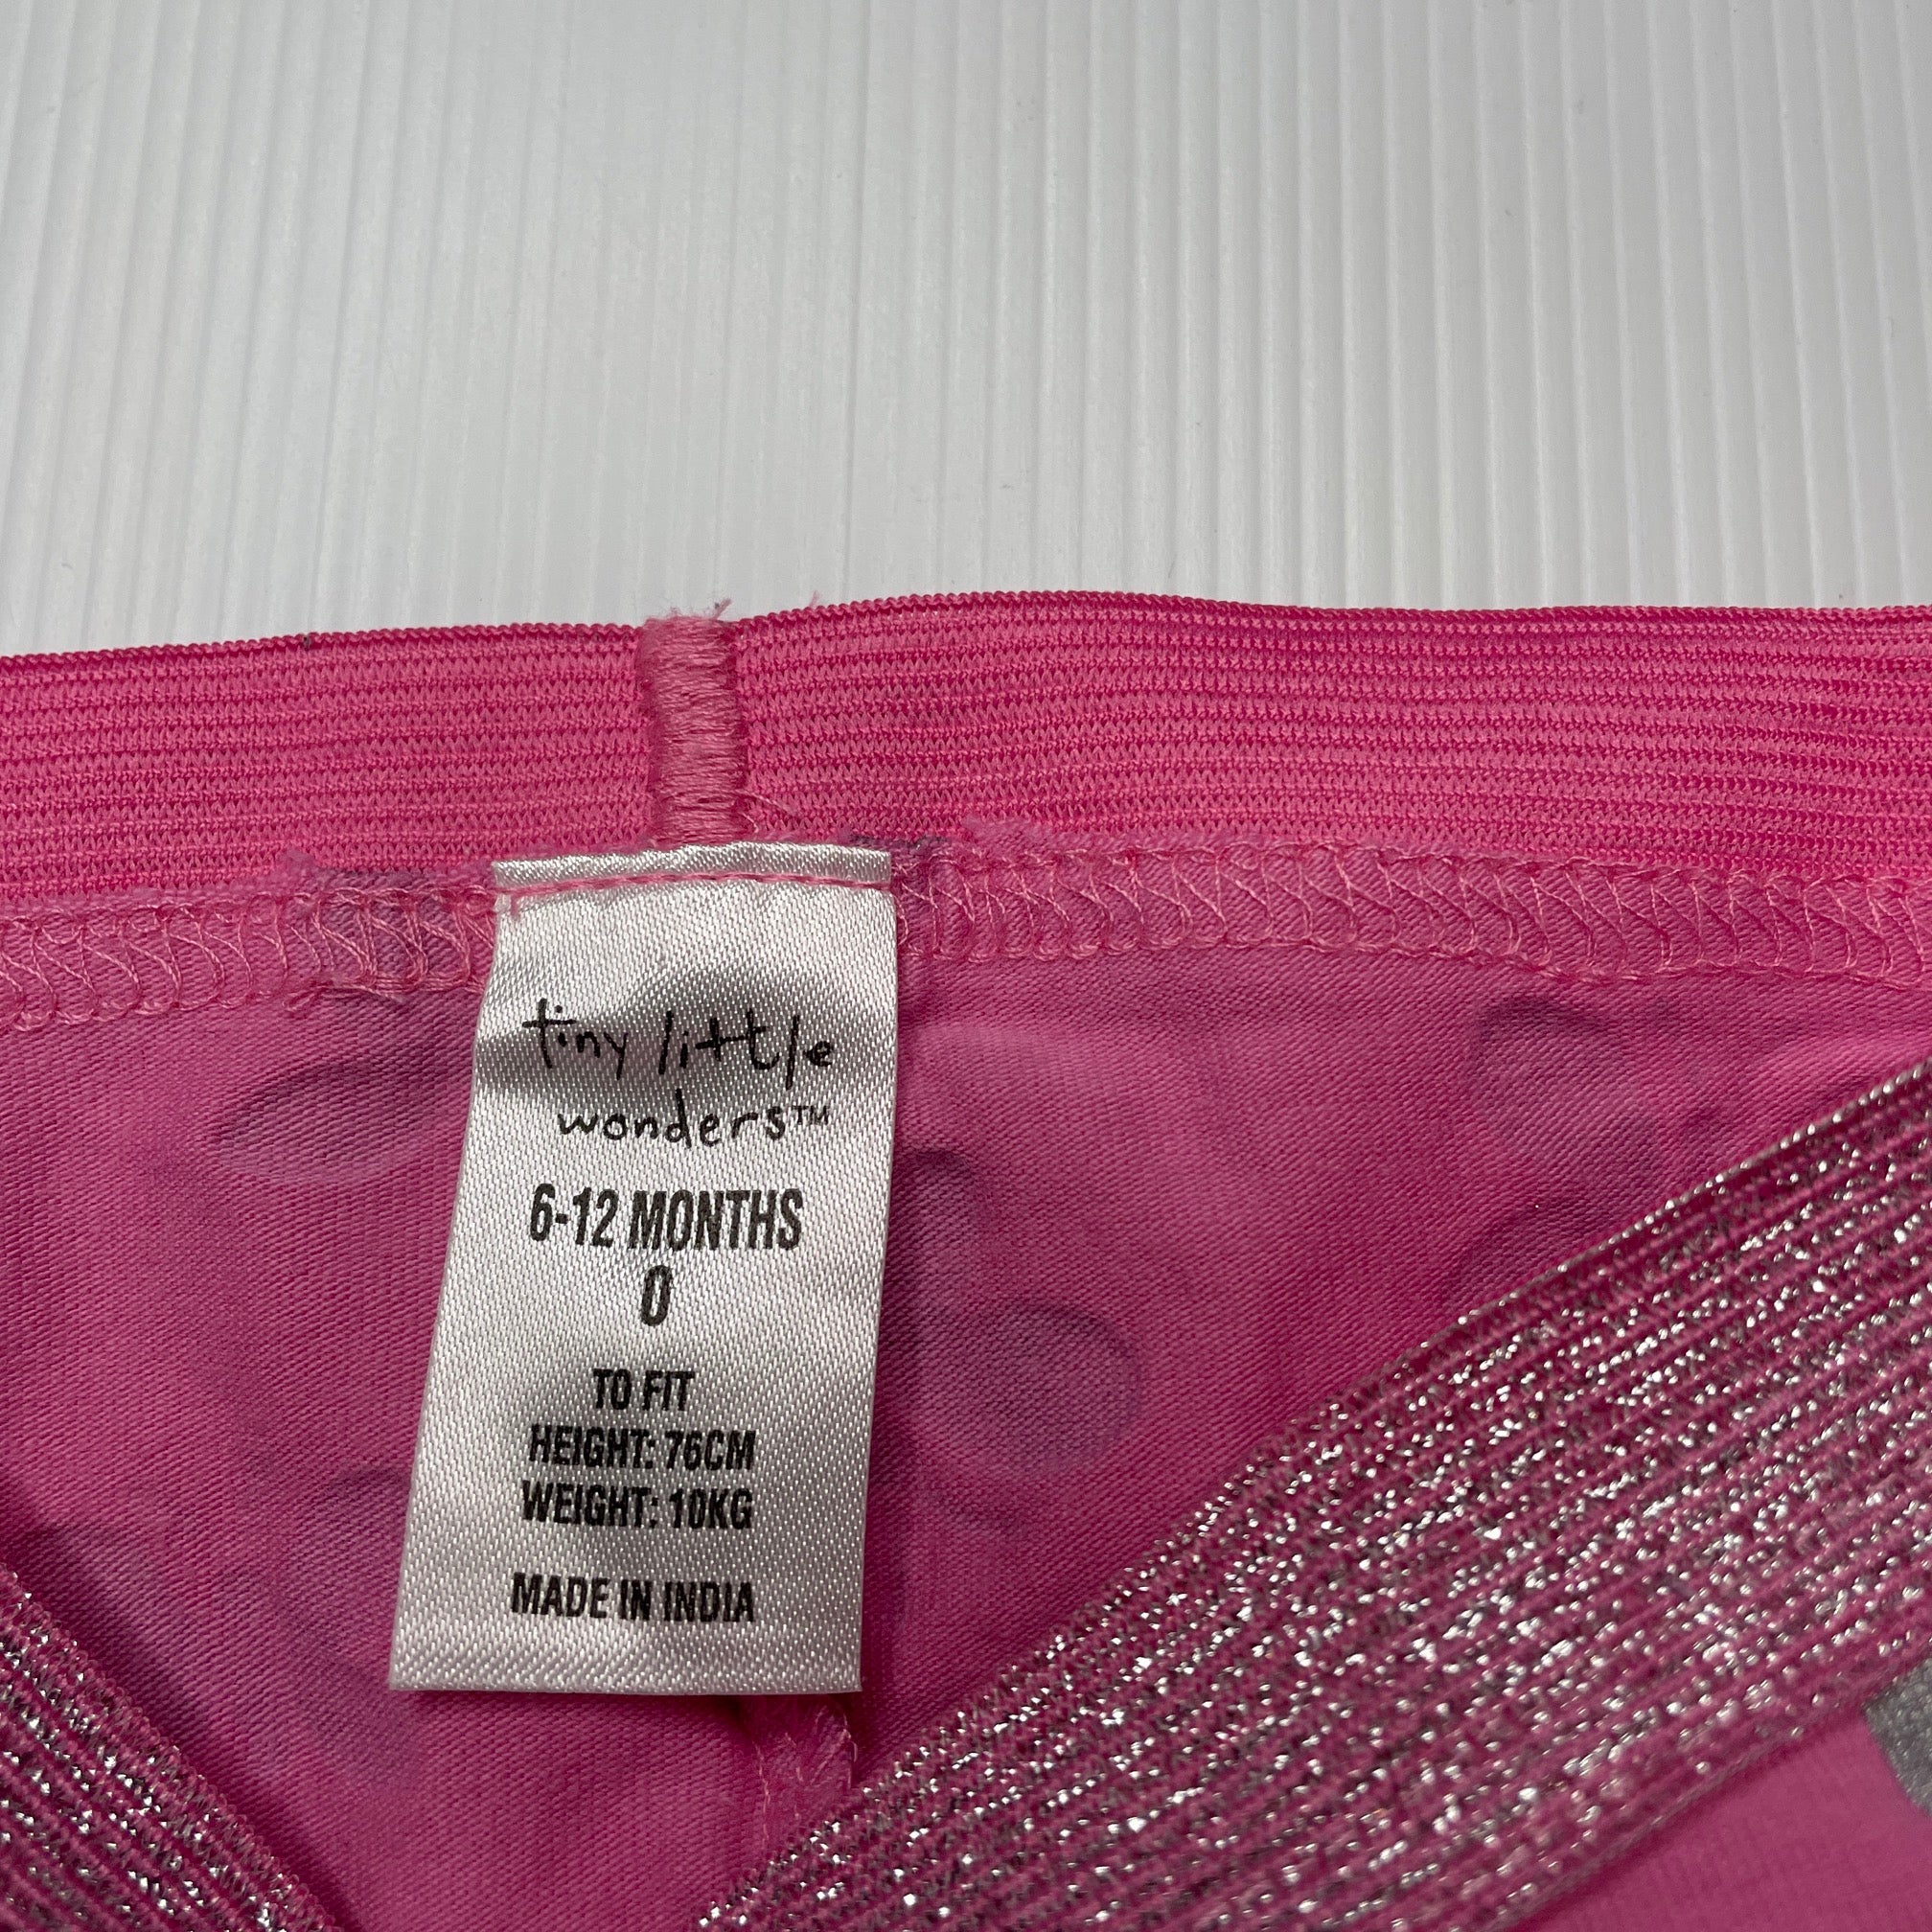 tiny little
wonders™
6-12 MONTHS
0
TO FIT
HEIGHT: 76CM
WEIGHT: 10KG
MADE IN INDIA